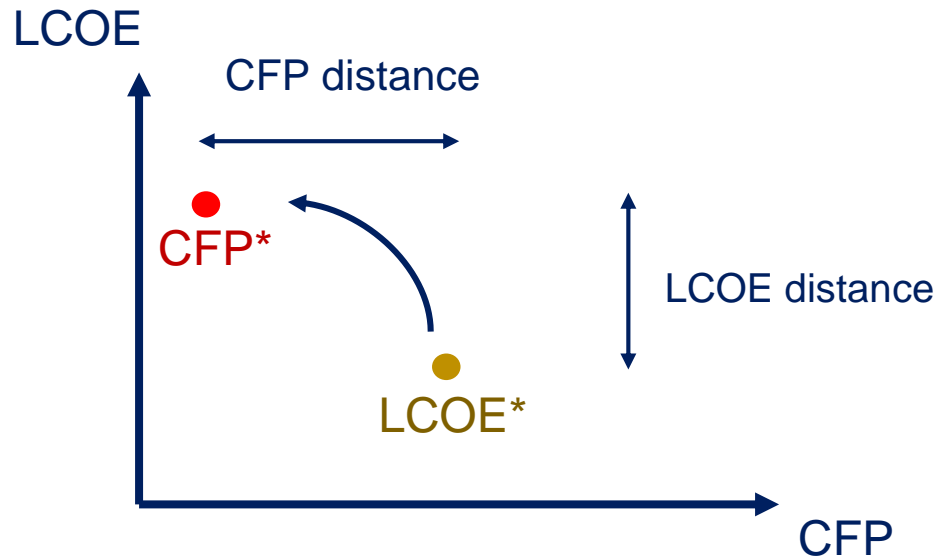 LCOE
CFP distance
CFP*
LCOE distance
LCOE*
CFP